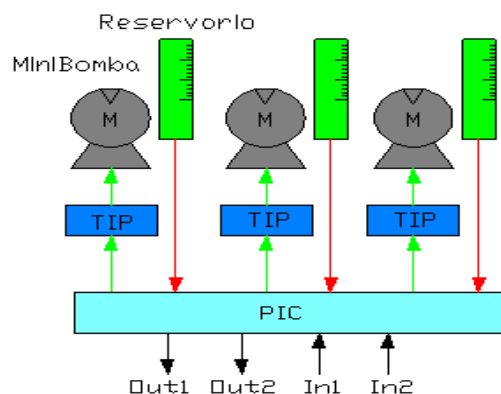 Reservorio
MiniBomba
M M M
TIP TIP TIP
PIC
Out1 Out2 In1 In2